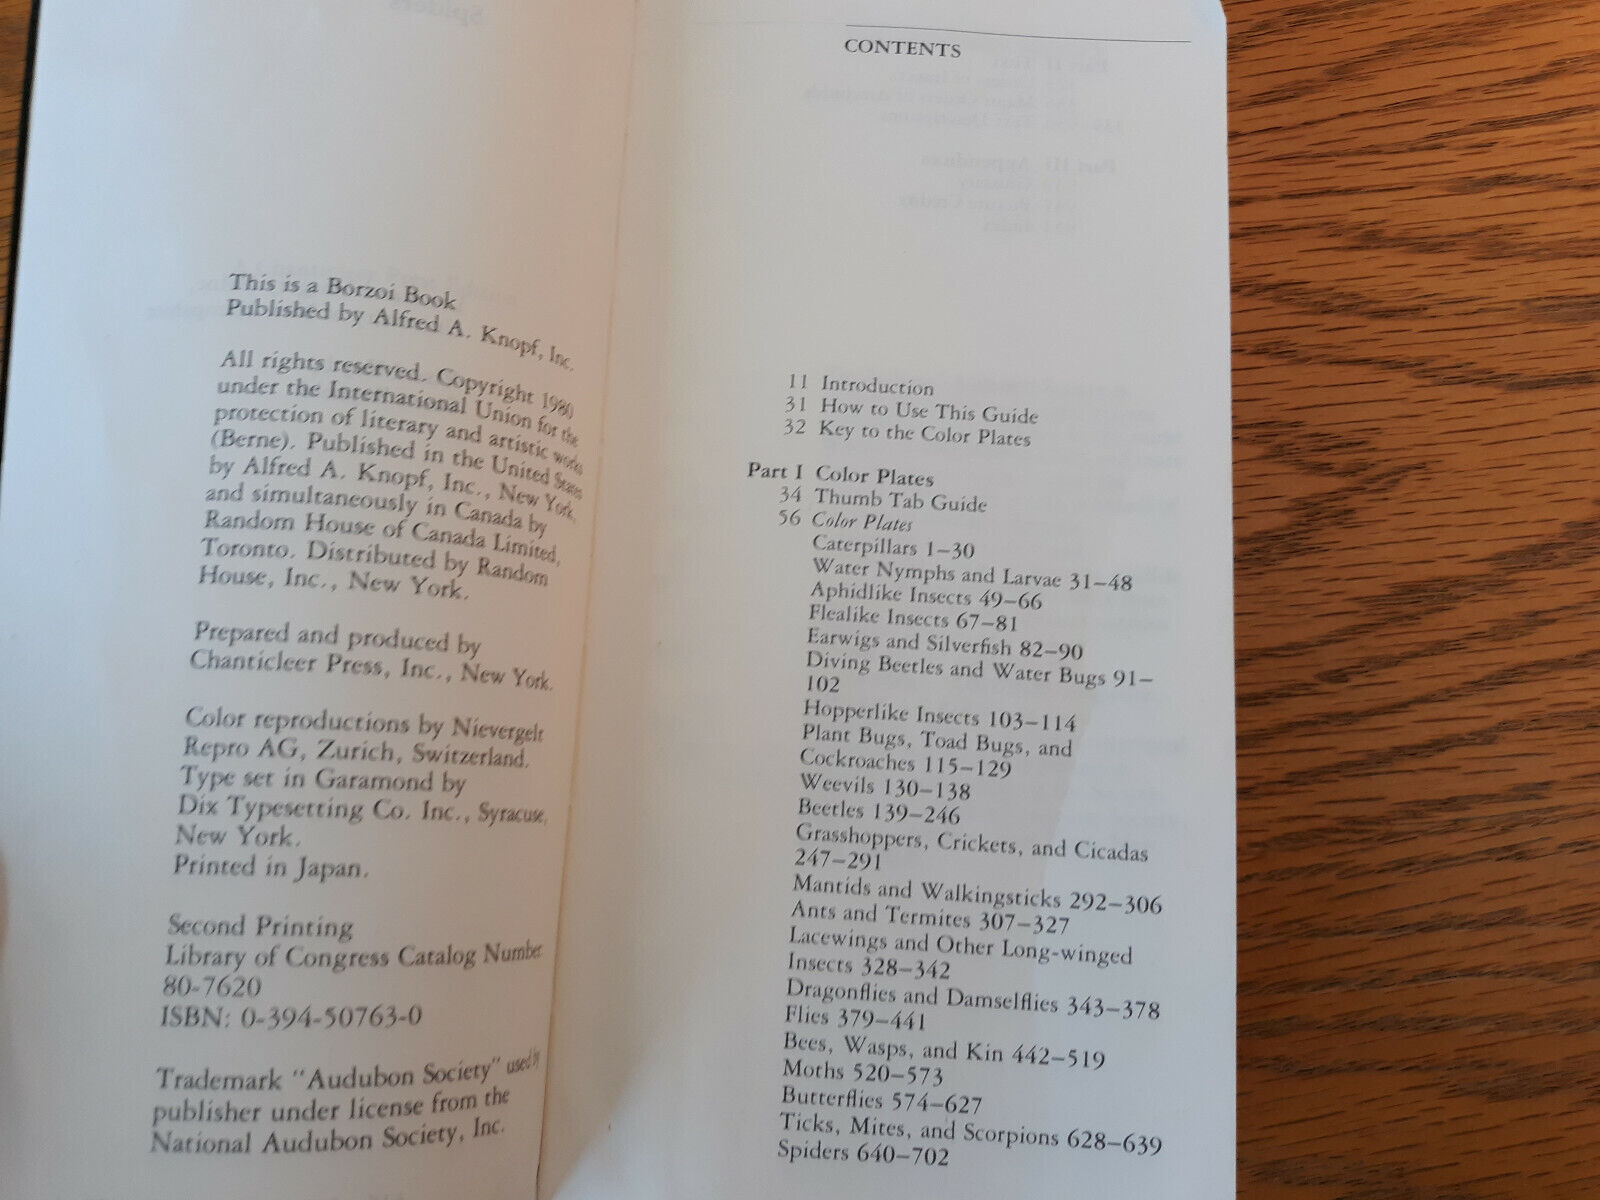 This is a Borzoi Book
Published by Alfred A. Knopf, Inc.
All rights reserved. Copyright 1980
under the International Union for the
protection of literary and artistic works
(Berne). Published in the United States
by Alfred A. Knopf, Inc., New York,
and simultaneously in Canada by
Random House of Canada Limited,
Toronto. Distributed by Random
House, Inc., New York.
Prepared and produced by
Chanticleer Press, Inc., New York.
Color reproductions by Nievergelt
Repro AG, Zurich, Switzerland.
Type set in Garamond by
Dix Typesetting Co. Inc., Syracuse,
New York.
Printed in Japan.
Second Printing
Library of Congress Catalog Number
80-7620
ISBN: 0-394-50763-0
Trademark "Audubon Society" used by
publisher under license from the
National Audubon Society, Inc.
CONTENTS
11 Introduction
31 How to Use This Guide
32 Key to the Color Plates
Part I Color Plates
34 Thumb Tab Guide
56 Color Plates
Caterpillars 1–30
Water Nymphs and Larvae 31–48
Aphidlike Insects 49–66
Flealike Insects 67–81
Earwigs and Silverfish 82–90
Diving Beetles and Water Bugs 91–
102
Hopperlike Insects 103–114
Plant Bugs, Toad Bugs, and
Cockroaches 115–129
Weevils 130–138
Beetles 139–246
Grasshoppers, Crickets, and Cicadas
247–291
Mantids and Walkingsticks 292–306
Ants and Termites 307–327
Lacewings and Other Long-winged
Insects 328–342
Dragonflies and Damselflies 343–378
Flies 379–441
Bees, Wasps, and Kin 442–519
Moths 520–573
Butterflies 574–627
Ticks, Mites, and Scorpions 628–639
Spiders 640–702